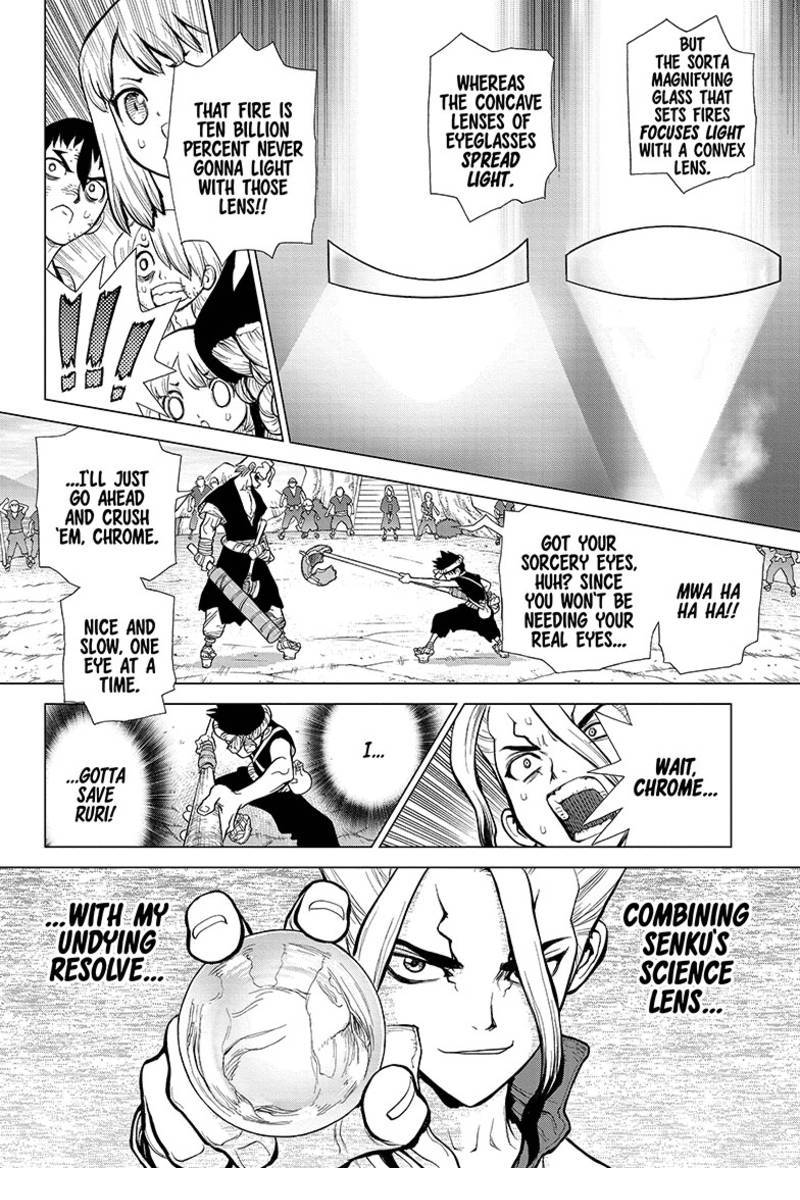 BUT
THE SORTA
MAGNIFYING
GLASS THAT
SETS FIRES
FOCUSES LIGHT
WITH A CONVEX
LENS.
WHEREAS
THE CONCAVE
LENSES OF
EYEGLASSES
SPREAD
LIGHT.
THAT FIRE IS
TEN BILLION
PERCENT NEVER
GONNA LIGHT
WITH THOSE
LENS!!
!!!
MWA HA
HA HA!!
GOT YOUR
SORCERY EYES,
HUH? SINCE
YOU WON'T BE
NEEDING YOUR
REAL EYES...
...I'LL JUST
GO AHEAD
AND CRUSH
'EM, CHROME.
NICE AND
SLOW, ONE
EYE AT A
TIME.
WAIT,
CHROME...
I...
...GOTTA
SAVE
RURI!
COMBINING
SENKU'S
SCIENCE
LENS...
...WITH MY
UNDYING
RESOLVE...